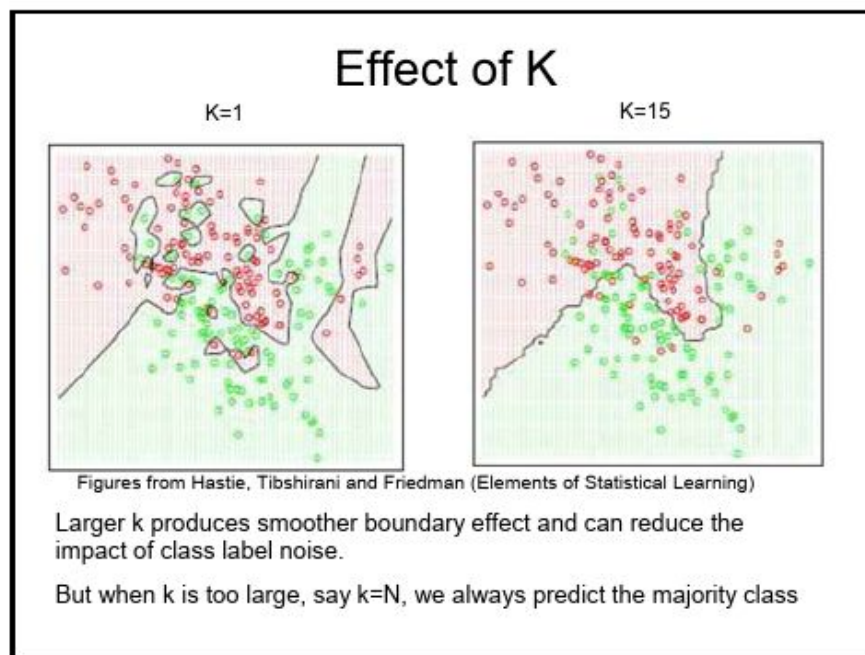 Effect of K
K=1
K=15
Figures from Hastie, Tibshirani and Friedman (Elements of Statistical Learning)
Larger k produces smoother boundary effect and can reduce the
impact of class label noise.
But when k is too large, say k=N, we always predict the majority class